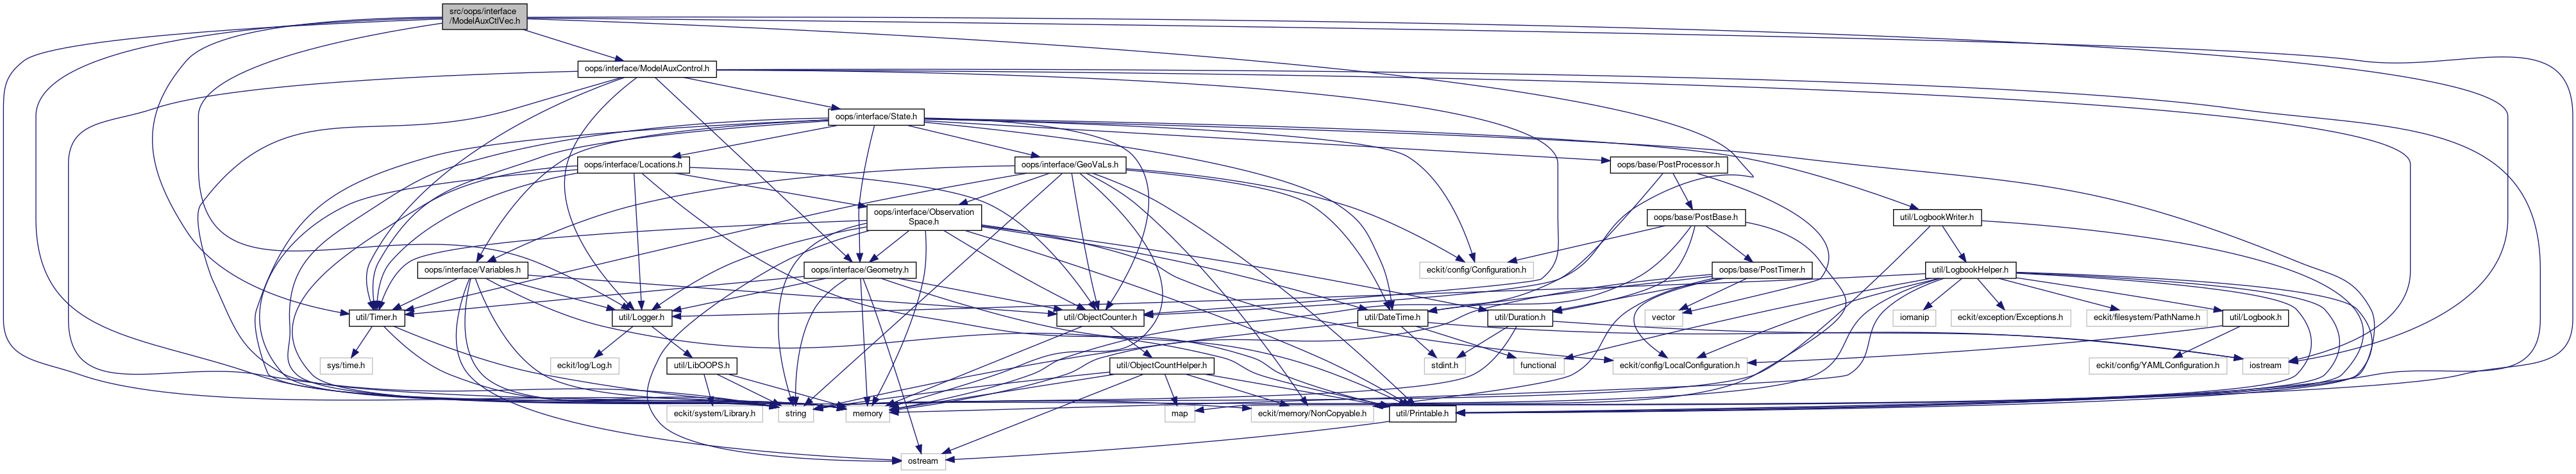 src/oops/interface
/ModelAuxCtlVec.h
oops/interface/ModelAuxControl.h
oops/interface/State.h
oops/interface/Locations.h
oops/interface/GeoVaLs.h
oops/base/PostProcessor.h
oops/interface/Observation
Space.h
oops/base/PostBase.h
util/LogbookWriter.h
oops/interface/Variables.h
oops/interface/Geometry.h
eckit/config/Configuration.h
oops/base/PostTimer.h
util/LogbookHelper.h
util/Timer.h
util/Logger.h
util/ObjectCounter.h
util/DateTime.h
util/Duration.h
vector
iomanip
eckit/exception/Exceptions.h
eckit/filesystem/PathName.h
util/Logbook.h
sys/time.h
eckit/log/Log.h
util/LibOOPS.h
util/ObjectCountHelper.h
stdint.h
functional
eckit/config/LocalConfiguration.h
eckit/config/YAMLConfiguration.h
iostream
eckit/system/Library.h
string
memory
map
eckit/memory/NonCopyable.h
util/Printable.h
ostream